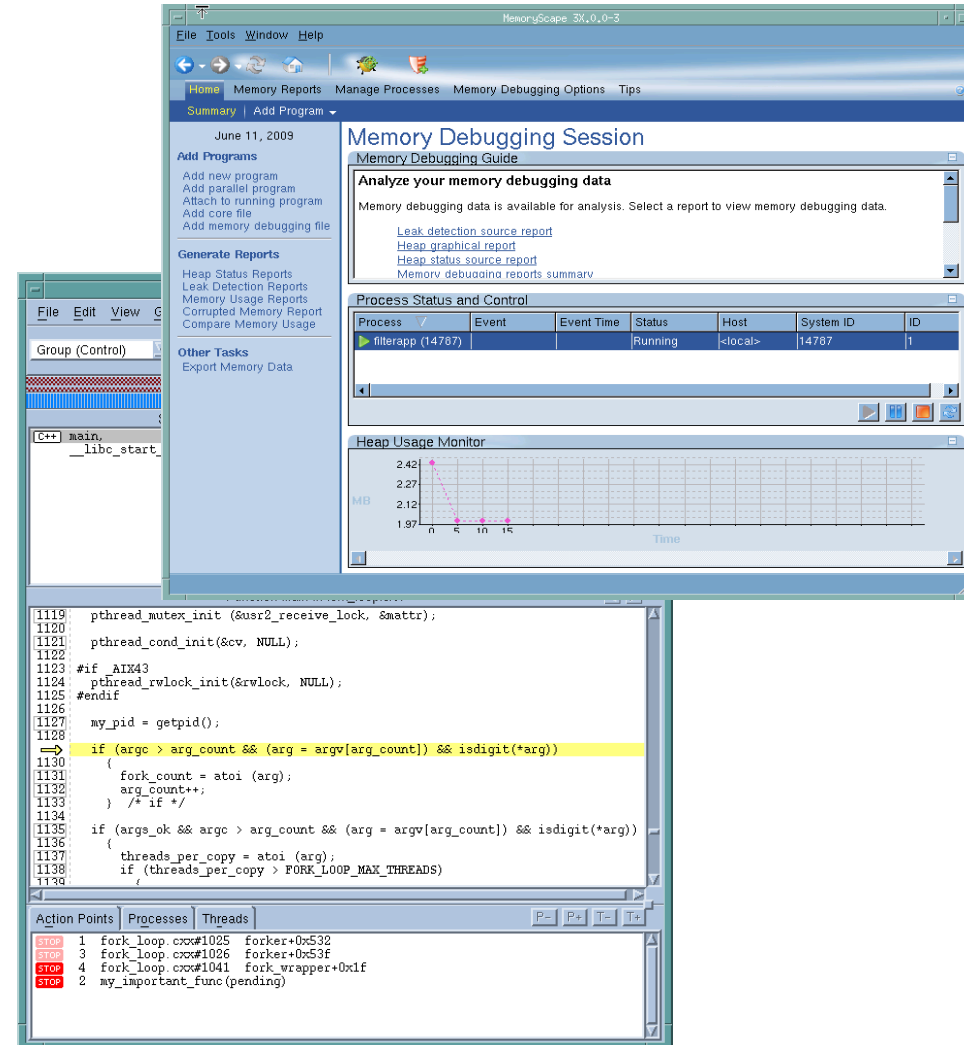 MemoryScape 3X.0.0-3
File Tools Window Help
Home Memory Reports Manage Processes Memory Debugging Options Tips
Summary | Add Program
June 11, 2009
Add Programs
Add new program
Add parallel program
Attach to running program
Add core file
Add memory debugging file
Generate Reports
Heap Status Reports
Leak Detection Reports
Memory Usage Reports
Corrupted Memory Report
Compare Memory Usage
Other Tasks
Export Memory Data
Memory Debugging Session
Memory Debugging Guide
Analyze your memory debugging data
Memory debugging data is available for analysis. Select a report to view memory debugging data.
Leak detection source report
Heap graphical report
Heap status source report
Memory debugging reports summary
Process Status and Control
Process Event Event Time Status Host System ID ID
filterapp (14787) Running <local> 14787 1
Heap Usage Monitor
2.42
2.27
MB
2.12
1.97
0 5 10 15
Time
File Edit View G
Group (Control)
S
C++ main,
__libc_start_
1119 pthread_mutex_init (&usr2_receive_lock, &mattr);
1120
1121 pthread_cond_init(&cv, NULL);
1122
1123 #if _AIX43
1124 pthread_rwlock_init(&rwlock, NULL);
1125 #endif
1126
1127 my_pid = getpid();
1128
if (argc > arg_count && (arg = argv[arg_count]) && isdigit(*arg))
1130 {
1131 fork_count = atoi (arg);
1132 arg_count++;
1133 } /* if */
1134
1135 if (args_ok && argc > arg_count && (arg = argv[arg_count]) && isdigit(*arg))
1136 {
1137 threads_per_copy = atoi (arg);
1138 if (threads_per_copy > FORK_LOOP_MAX_THREADS)
1139 {
Action Points Processes Threads P- P+ T- T+
STOP 1 fork_loop.cxx#1025 forker+0x532
STOP 3 fork_loop.cxx#1026 forker+0x53f
STOP 4 fork_loop.cxx#1041 fork_wrapper+0x1f
STOP 2 my_important_func(pending)